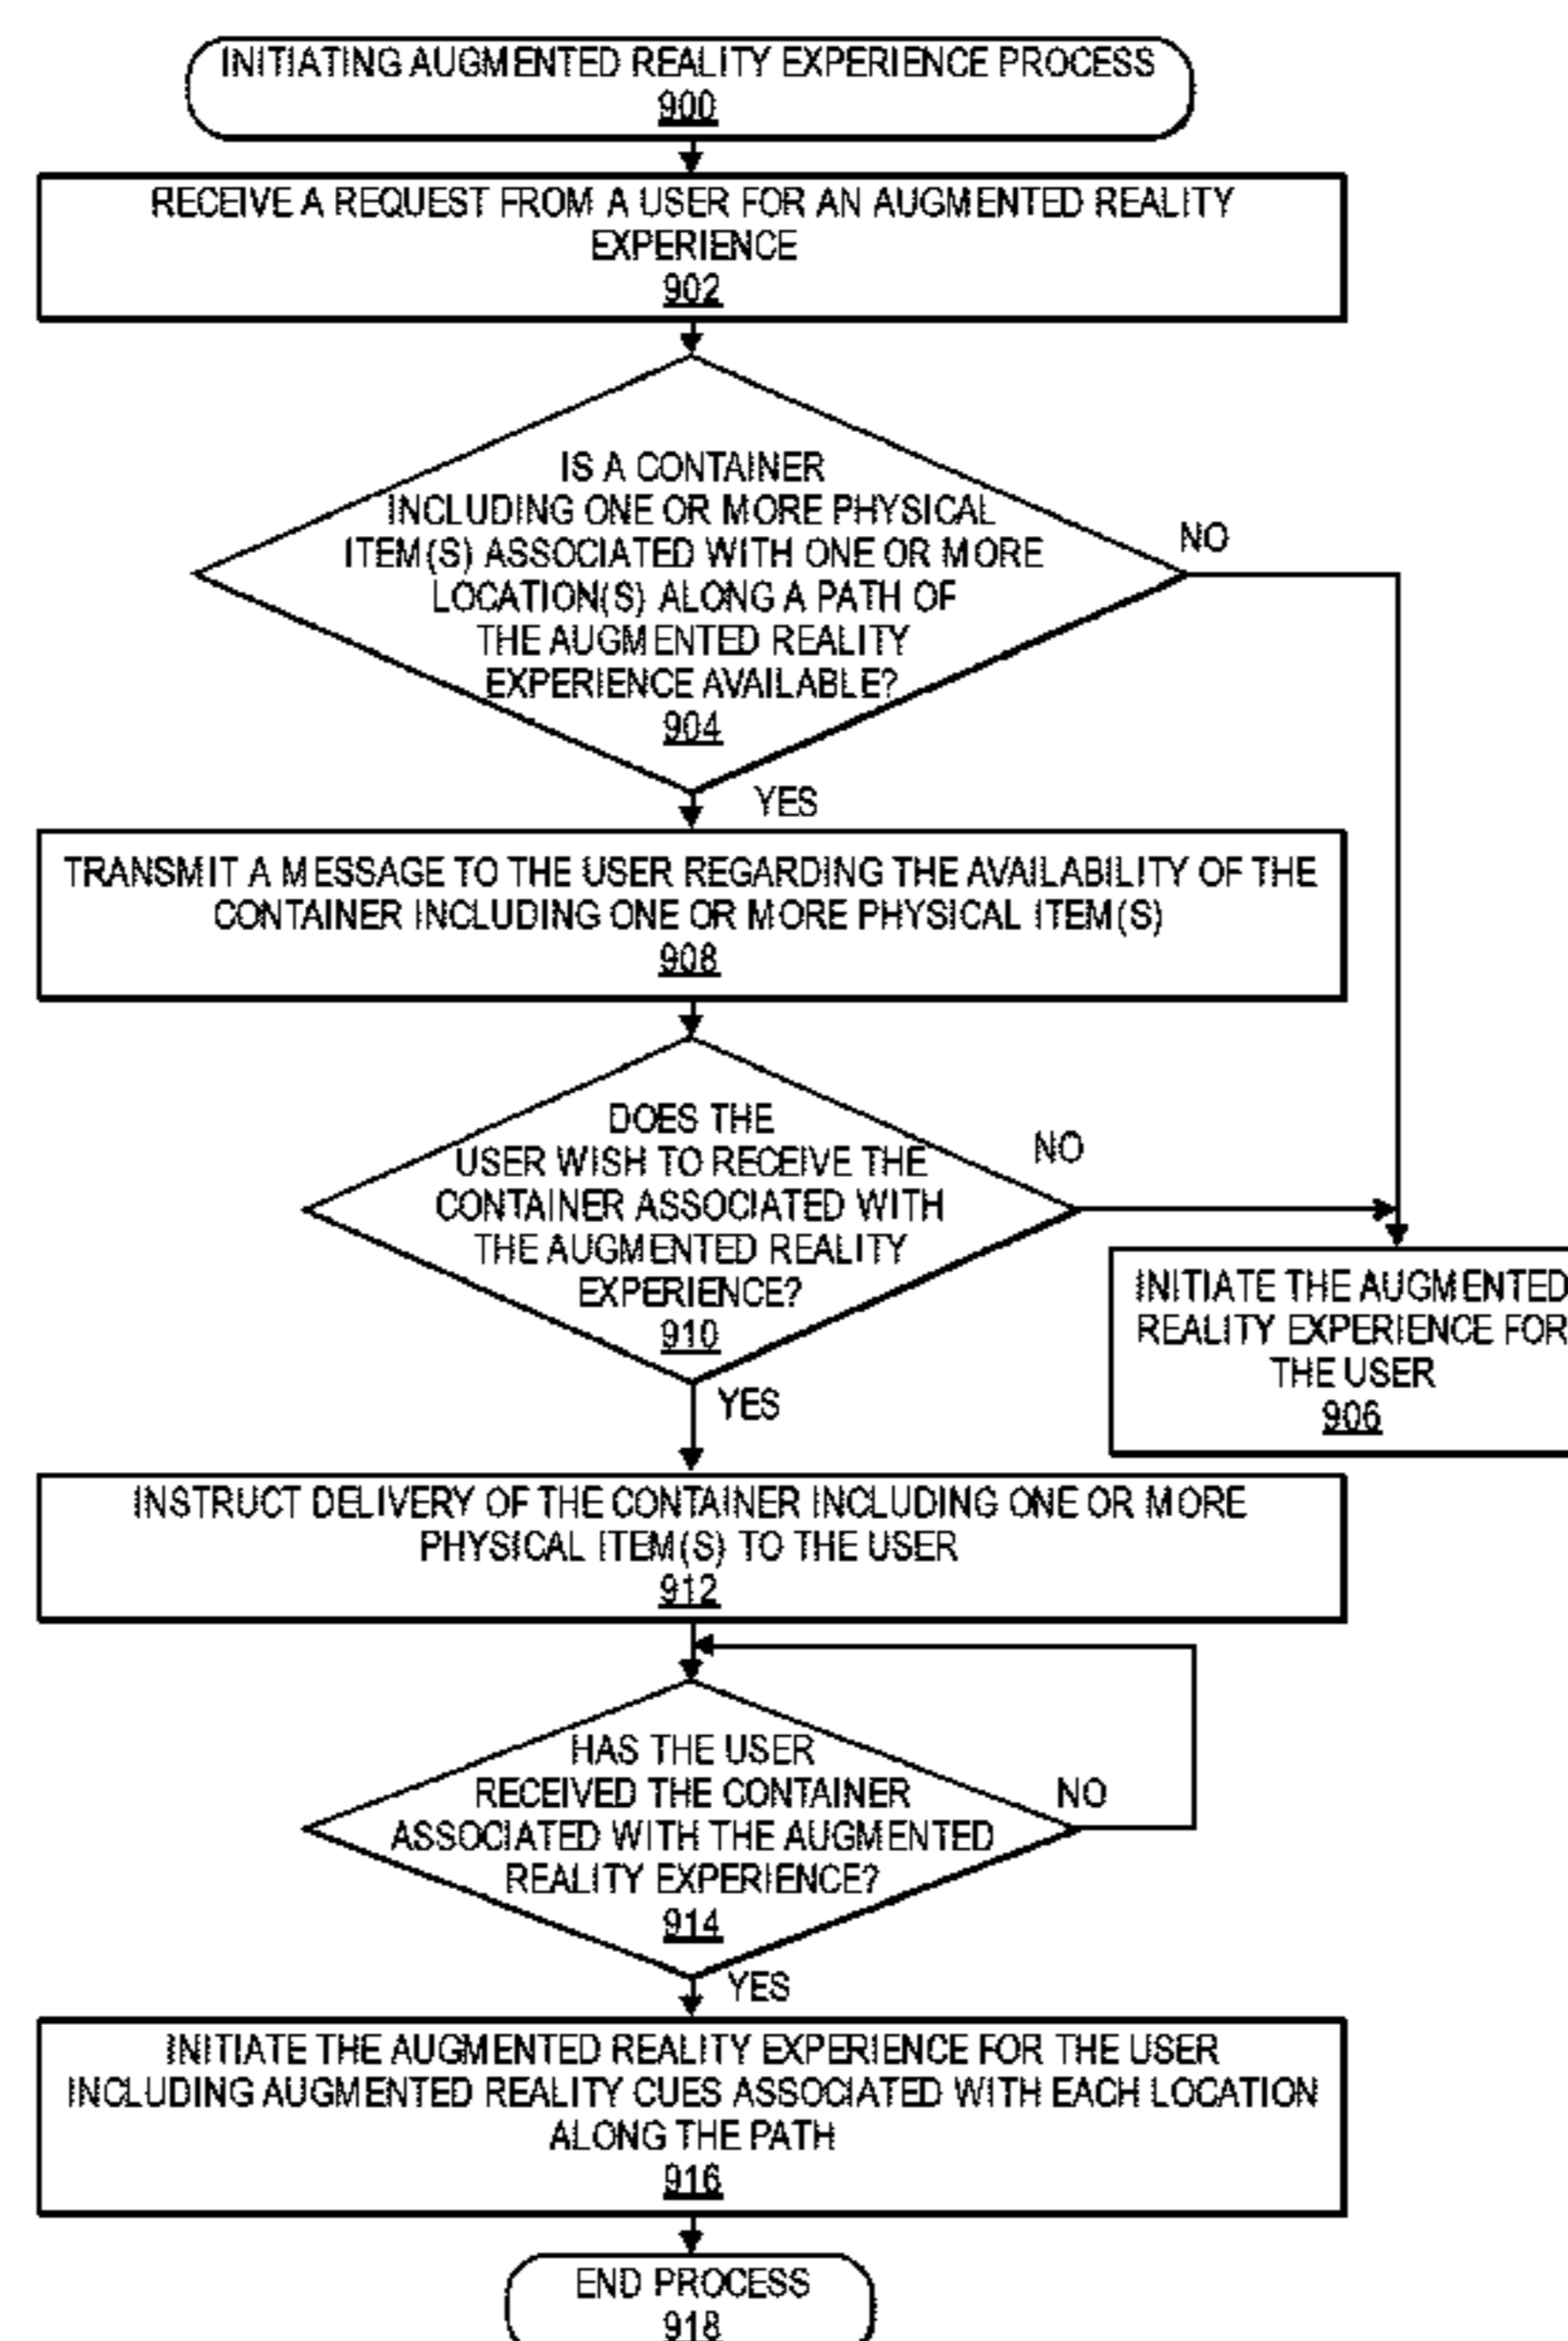 INITIATING AUGMENTED REALITY EXPERIENCE PROCESS
900
RECEIVE A REQUEST FROM A USER FOR AN AUGMENTED REALITY
EXPERIENCE
902
IS A CONTAINER
INCLUDING ONE OR MORE PHYSICAL
ITEM(S) ASSOCIATED WITH ONE OR MORE
LOCATION(S) ALONG A PATH OF
THE AUGMENTED REALITY
EXPERIENCE AVAILABLE?
904
NO
YES
TRANSMIT A MESSAGE TO THE USER REGARDING THE AVAILABILITY OF THE
CONTAINER INCLUDING ONE OR MORE PHYSICAL ITEM(S)
908
DOES THE
USER WISH TO RECEIVE THE
CONTAINER ASSOCIATED WITH
THE AUGMENTED REALITY
EXPERIENCE?
910
NO
YES
INITIATE THE AUGMENTED
REALITY EXPERIENCE FOR
THE USER
906
INSTRUCT DELIVERY OF THE CONTAINER INCLUDING ONE OR MORE
PHYSICAL ITEM(S) TO THE USER
912
HAS THE USER
RECEIVED THE CONTAINER
ASSOCIATED WITH THE AUGMENTED
REALITY EXPERIENCE?
914
NO
YES
INITIATE THE AUGMENTED REALITY EXPERIENCE FOR THE USER
INCLUDING AUGMENTED REALITY CUES ASSOCIATED WITH EACH LOCATION
ALONG THE PATH
916
END PROCESS
918